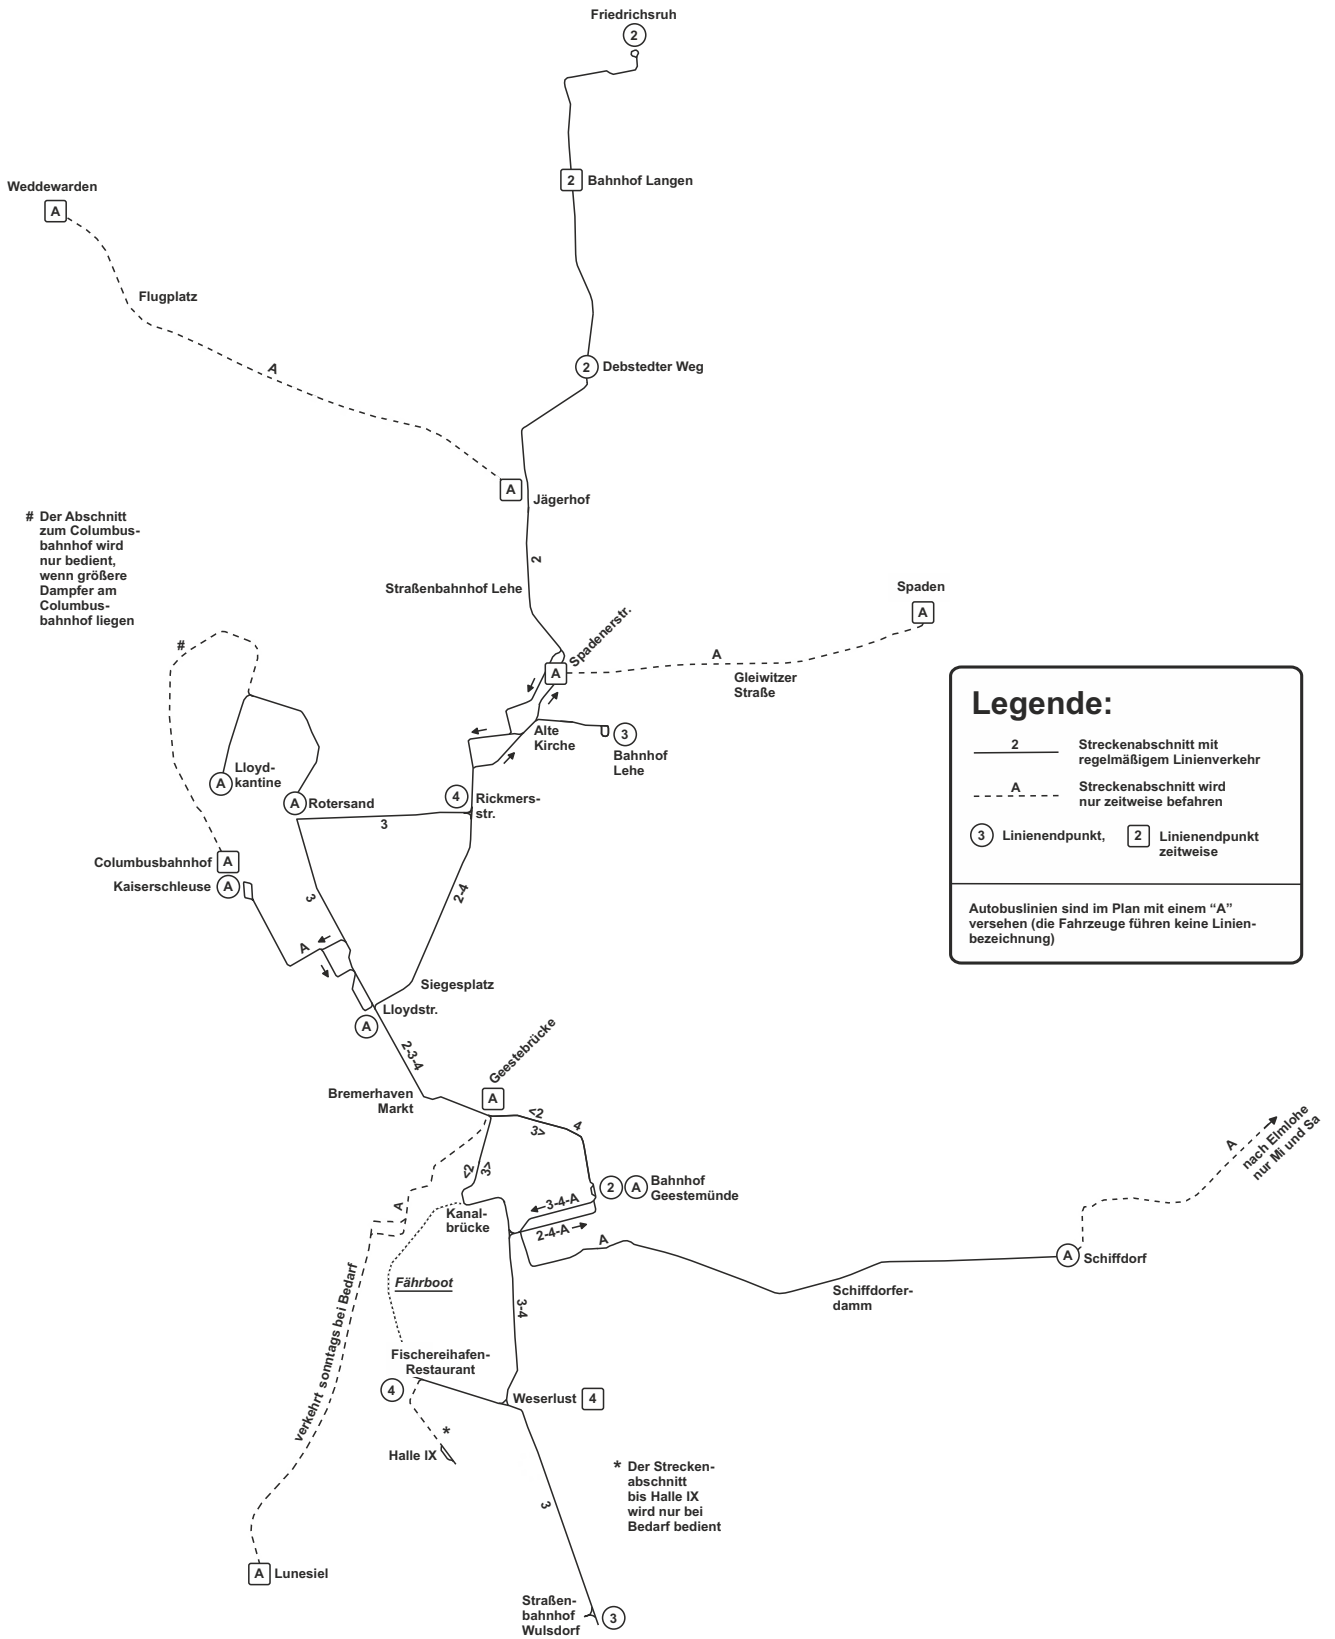 Friedrichsruh
2
2
Bahnhof Langen
Weddewarden
A
Flugplatz
A
2
Debstedter Weg
A
Jägerhof
# Der Abschnitt
zum Columbus-
bahnhof wird
nur bedient,
wenn größere
Dampfer am
Columbus-
bahnhof liegen
2
Straßenbahnhof Lehe
Spaden
A
Spadenerstr.
A
A
Gleiwitzer
Straße
#
Alte
Kirche
3
Bahnhof
Lehe
Lloyd-
kantine
A
A
Rotersand
4
Rickmers-
str.
3
Columbusbahnhof
A
Kaiserschleuse
A
3
2-4
A
Siegesplatz
Lloydstr.
A
2-3-4
Geestebrücke
A
Bremerhaven
Markt
<2
3>
4
<2
3>
2
A
Bahnhof
Geestemünde
3-4-A
2-4-A
Kanal-
brücke
A
A
A
nach Elmlohe
nur Mi und Sa
A
Schiffdorf
Schiffdorfer-
damm
Fährboot
verkehrt sonntags bei Bedarf
3-4
Fischereihafen-
Restaurant
4
Weserlust
4
*
Halle IX
* Der Strecken-
abschnitt
bis Halle IX
wird nur bei
Bedarf bedient
3
A
Lunesiel
Straßen-
bahnhof
Wulsdorf
3
Legende:
2
Streckenabschnitt mit
regelmäßigem Linienverkehr
A
Streckenabschnitt wird
nur zeitweise befahren
3
Linienendpunkt,
2
Linienendpunkt
zeitweise
Autobuslinien sind im Plan mit einem “A”
versehen (die Fahrzeuge führen keine Linien-
bezeichnung)